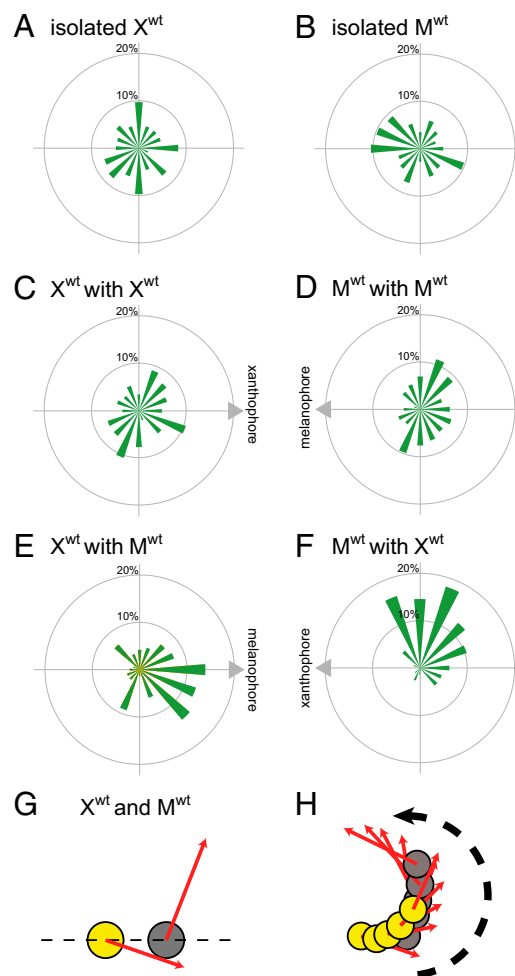 A isolated Xwt
B isolated Mwt
20%
20%
10%
10%
C Xwt with Xwt
D Mwt with Mwt
20%
20%
10%
10%
xanthophore
melanophore
E Xwt with Mwt
F Mwt with Xwt
20%
20%
10%
10%
melanophore
xanthophore
G Xwt and Mwt
H